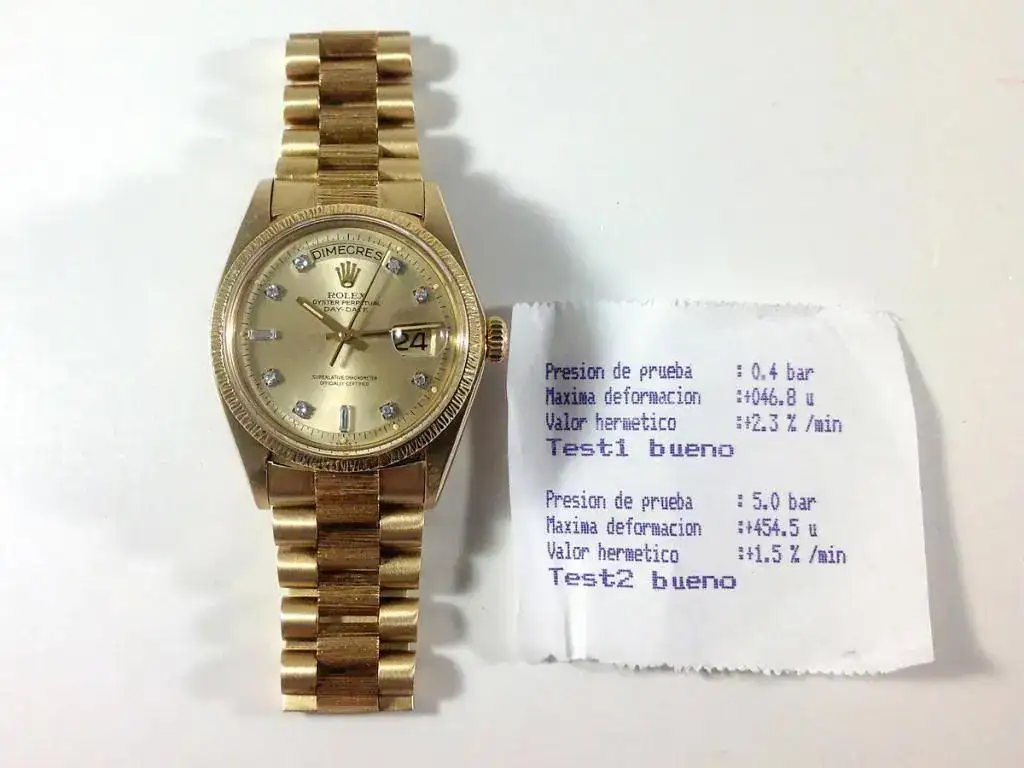 DIMECRES
ROLEX
OYSTER PERPETUAL
DAY-DATE
24
SUPERLATIVE CHRONOMETER
OFFICIALLY CERTIFIED
Presion de prueba : 0.4 bar
Maxima deformacion :+046.8 u
Valor hermetico :+2.3 % /min
Test1 bueno
Presion de prueba : 5.0 bar
Maxima deformacion :+454.5 u
Valor hermetico :+1.5 % /min
Test2 bueno